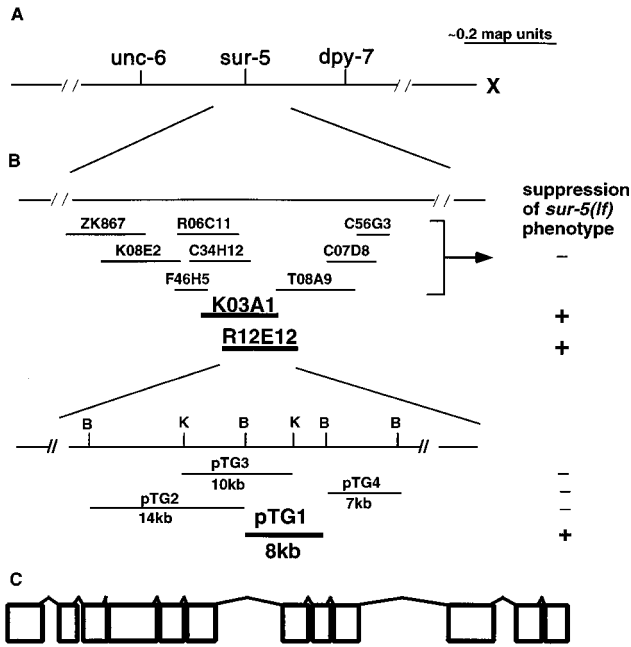 A
~0.2 map units
unc-6 sur-5 dpy-7
X
B
suppression
of sur-5(lf)
phenotype
ZK867 R06C11 C56G3
K08E2 C34H12 C07D8
–
F46H5 T08A9
K03A1
+
R12E12
+
B K B K B B
pTG3
10kb
–
pTG4
7kb
–
pTG2
14kb
–
pTG1
8kb
+
C